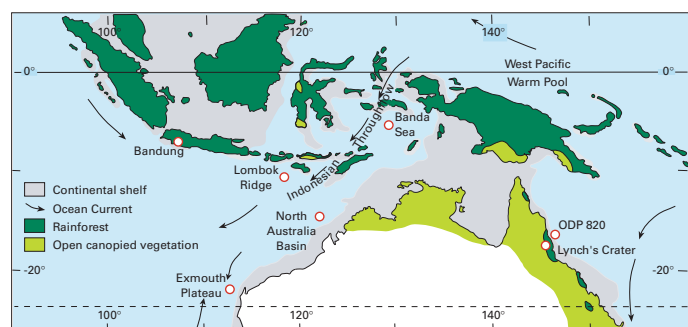 100°
120°
140°
West Pacific
Warm Pool
0°
0°
Throughflow
Banda
Sea
Bandung
Lombok
Ridge
Indonesian
Continental shelf
Ocean Current
Rainforest
Open canopied vegetation
North
Australia
Basin
ODP 820
Lynch's Crater
Exmouth
Plateau
-20°
-20°
100°
120°
140°